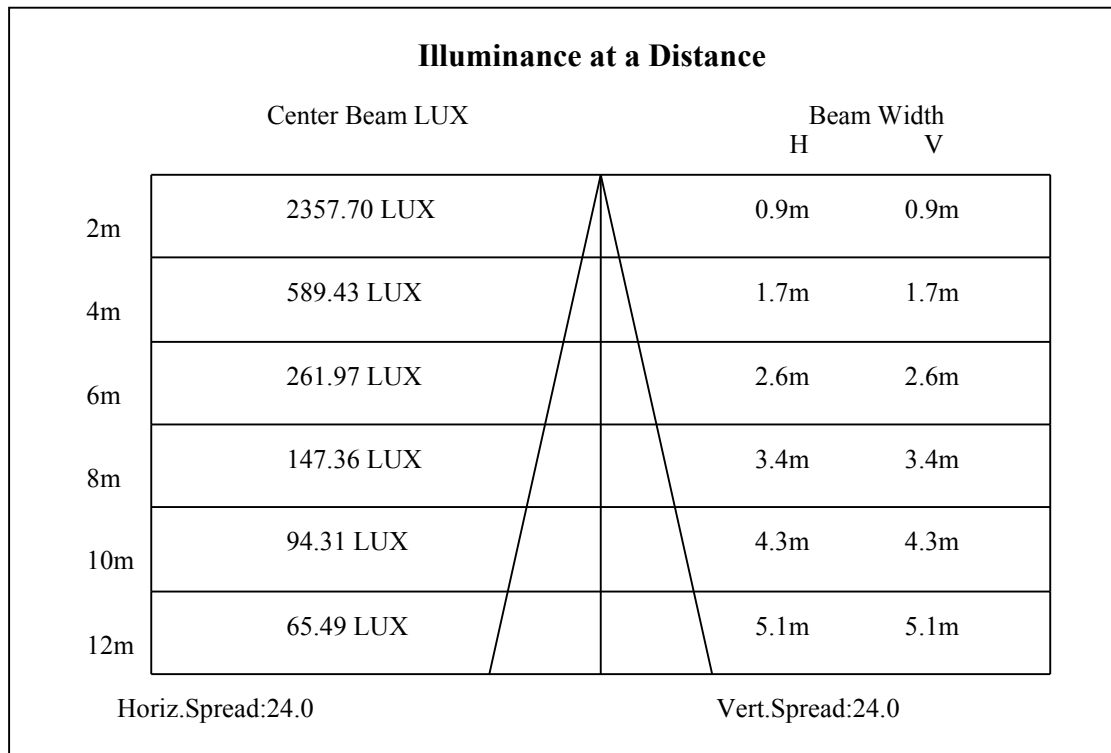 Illuminance at a Distance
Center Beam LUX Beam Width
H V
2m 2357.70 LUX 0.9m 0.9m
4m 589.43 LUX 1.7m 1.7m
6m 261.97 LUX 2.6m 2.6m
8m 147.36 LUX 3.4m 3.4m
10m 94.31 LUX 4.3m 4.3m
12m 65.49 LUX 5.1m 5.1m
Horiz.Spread:24.0 Vert.Spread:24.0